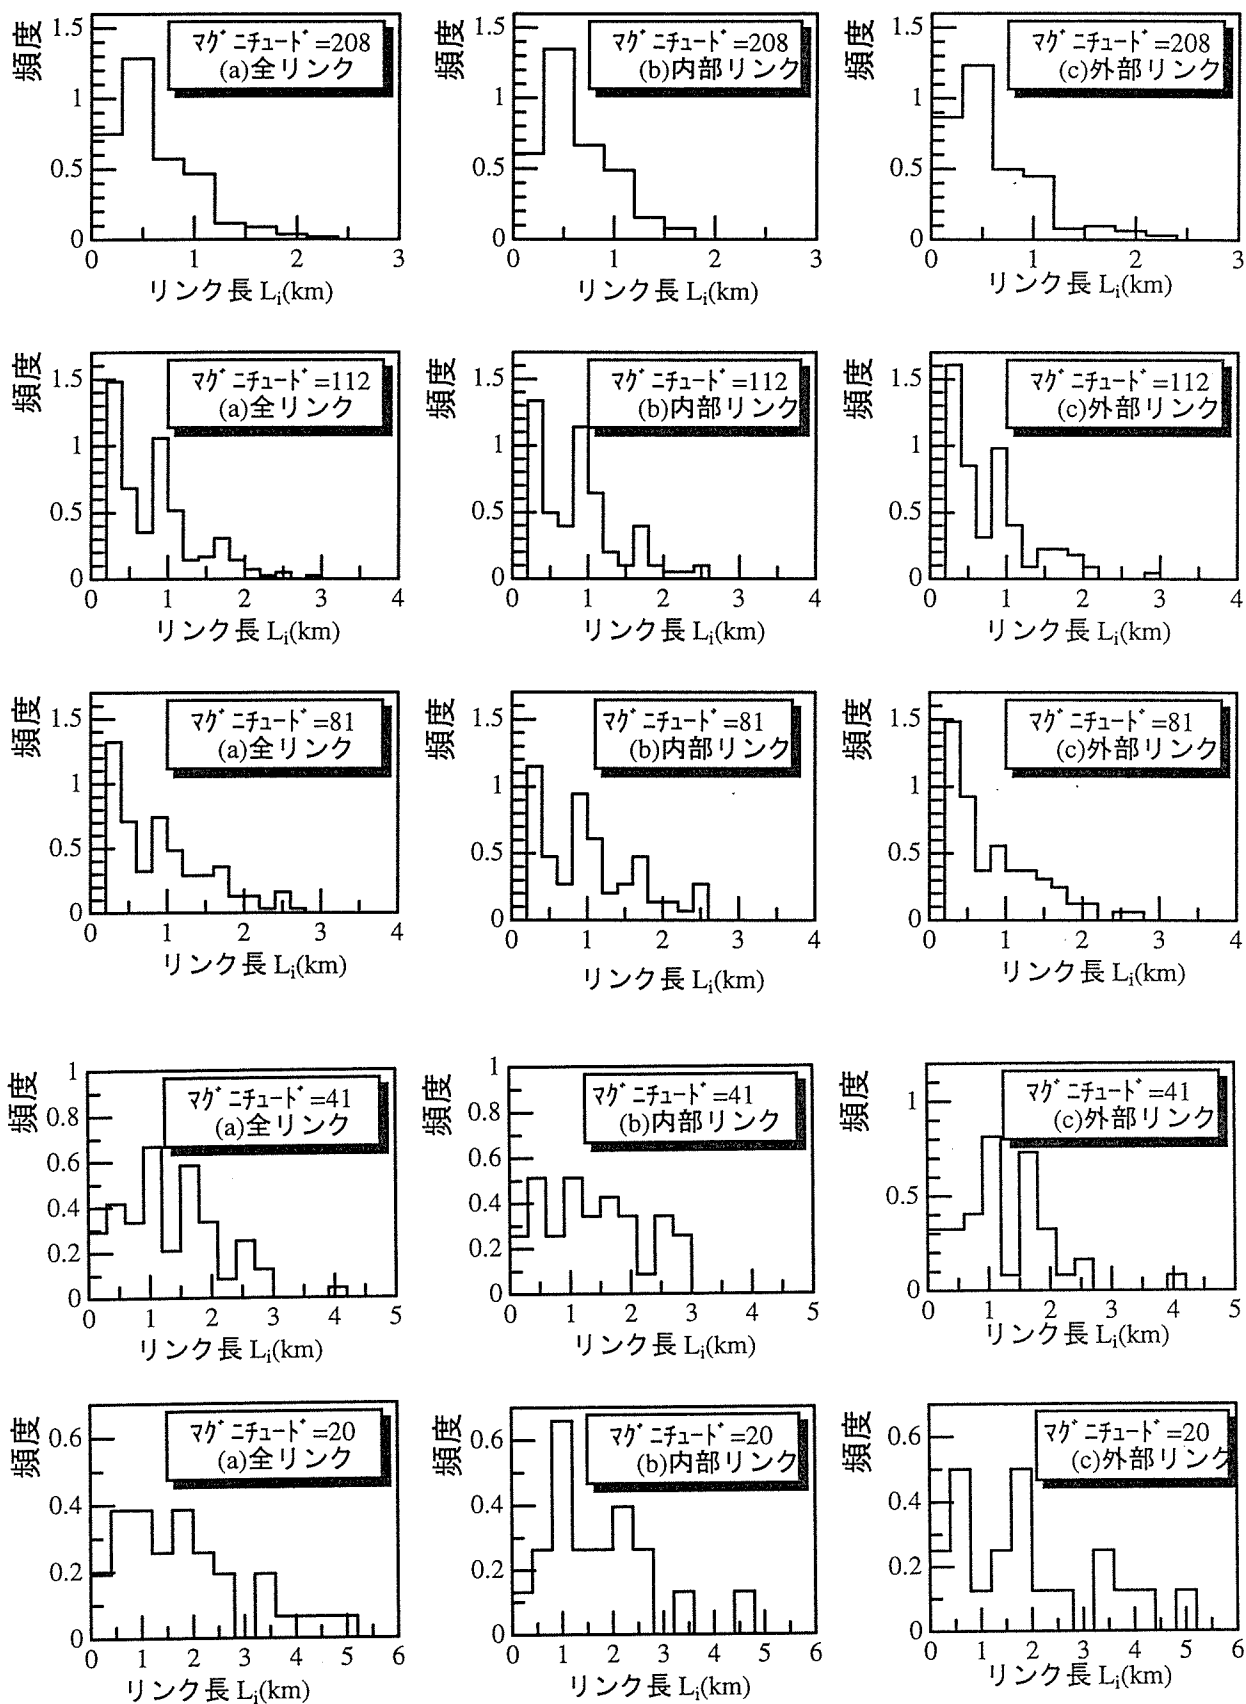 頻度
1.5
1
0.5
0
マグニチュード=208
(a)全リンク
0 1 2 3
リンク長 Li(km)
頻度
1.5
1
0.5
0
マグニチュード=208
(b)内部リンク
0 1 2 3
リンク長 Li(km)
頻度
1.5
1
0.5
0
マグニチュード=208
(c)外部リンク
0 1 2 3
リンク長 Li(km)
頻度
1.5
1
0.5
0
マグニチュード=112
(a)全リンク
0 1 2 3 4
リンク長 Li(km)
頻度
1.5
1
0.5
0
マグニチュード=112
(b)内部リンク
0 1 2 3 4
リンク長 Li(km)
頻度
1.5
1
0.5
0
マグニチュード=112
(c)外部リンク
0 1 2 3 4
リンク長 Li(km)
頻度
1.5
1
0.5
0
マグニチュード=81
(a)全リンク
0 1 2 3 4
リンク長 Li(km)
頻度
1.5
1
0.5
0
マグニチュード=81
(b)内部リンク
0 1 2 3 4
リンク長 Li(km)
頻度
1.5
1
0.5
0
マグニチュード=81
(c)外部リンク
0 1 2 3 4
リンク長 Li(km)
頻度
1
0.8
0.6
0.4
0.2
0
マグニチュード=41
(a)全リンク
0 1 2 3 4 5
リンク長 Li(km)
頻度
1
0.8
0.6
0.4
0.2
0
マグニチュード=41
(b)内部リンク
0 1 2 3 4 5
リンク長 Li(km)
頻度
1
0.5
0
マグニチュード=41
(c)外部リンク
0 1 2 3 4 5
リンク長 Li(km)
頻度
0.6
0.4
0.2
0
マグニチュード=20
(a)全リンク
0 1 2 3 4 5 6
リンク長 Li(km)
頻度
0.6
0.4
0.2
0
マグニチュード=20
(b)内部リンク
0 1 2 3 4 5 6
リンク長 Li(km)
頻度
0.6
0.4
0.2
0
マグニチュード=20
(c)外部リンク
0 1 2 3 4 5 6
リンク長 Li(km)